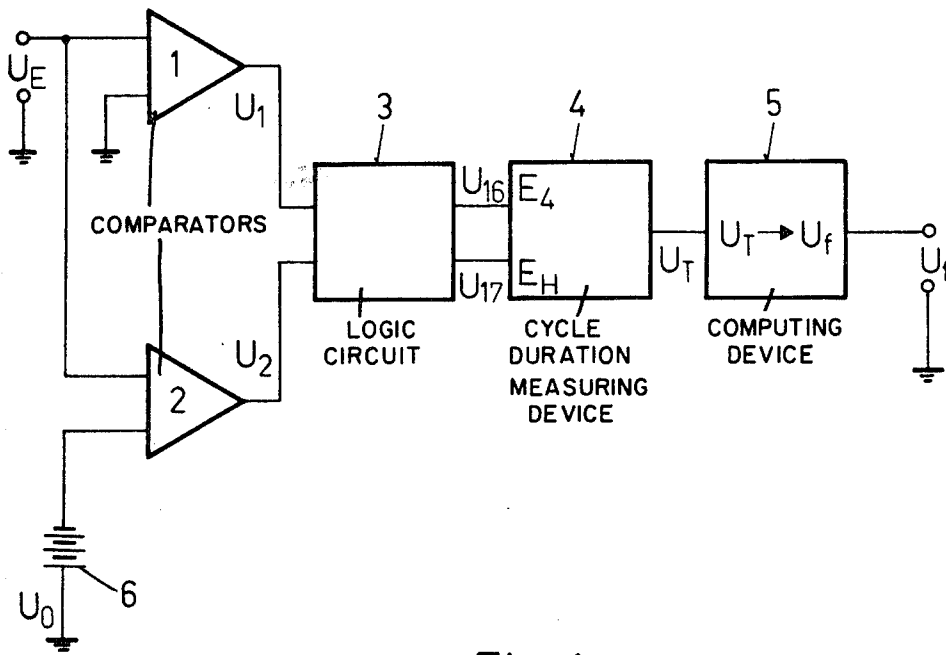 1
U_E
U_1
3
4
5
COMPARATORS
U_16
E_4
U_T → U_f
U_T
U_17
E_H
LOGIC
CIRCUIT
CYCLE
DURATION
MEASURING
DEVICE
COMPUTING
DEVICE
U_2
2
6
U_0